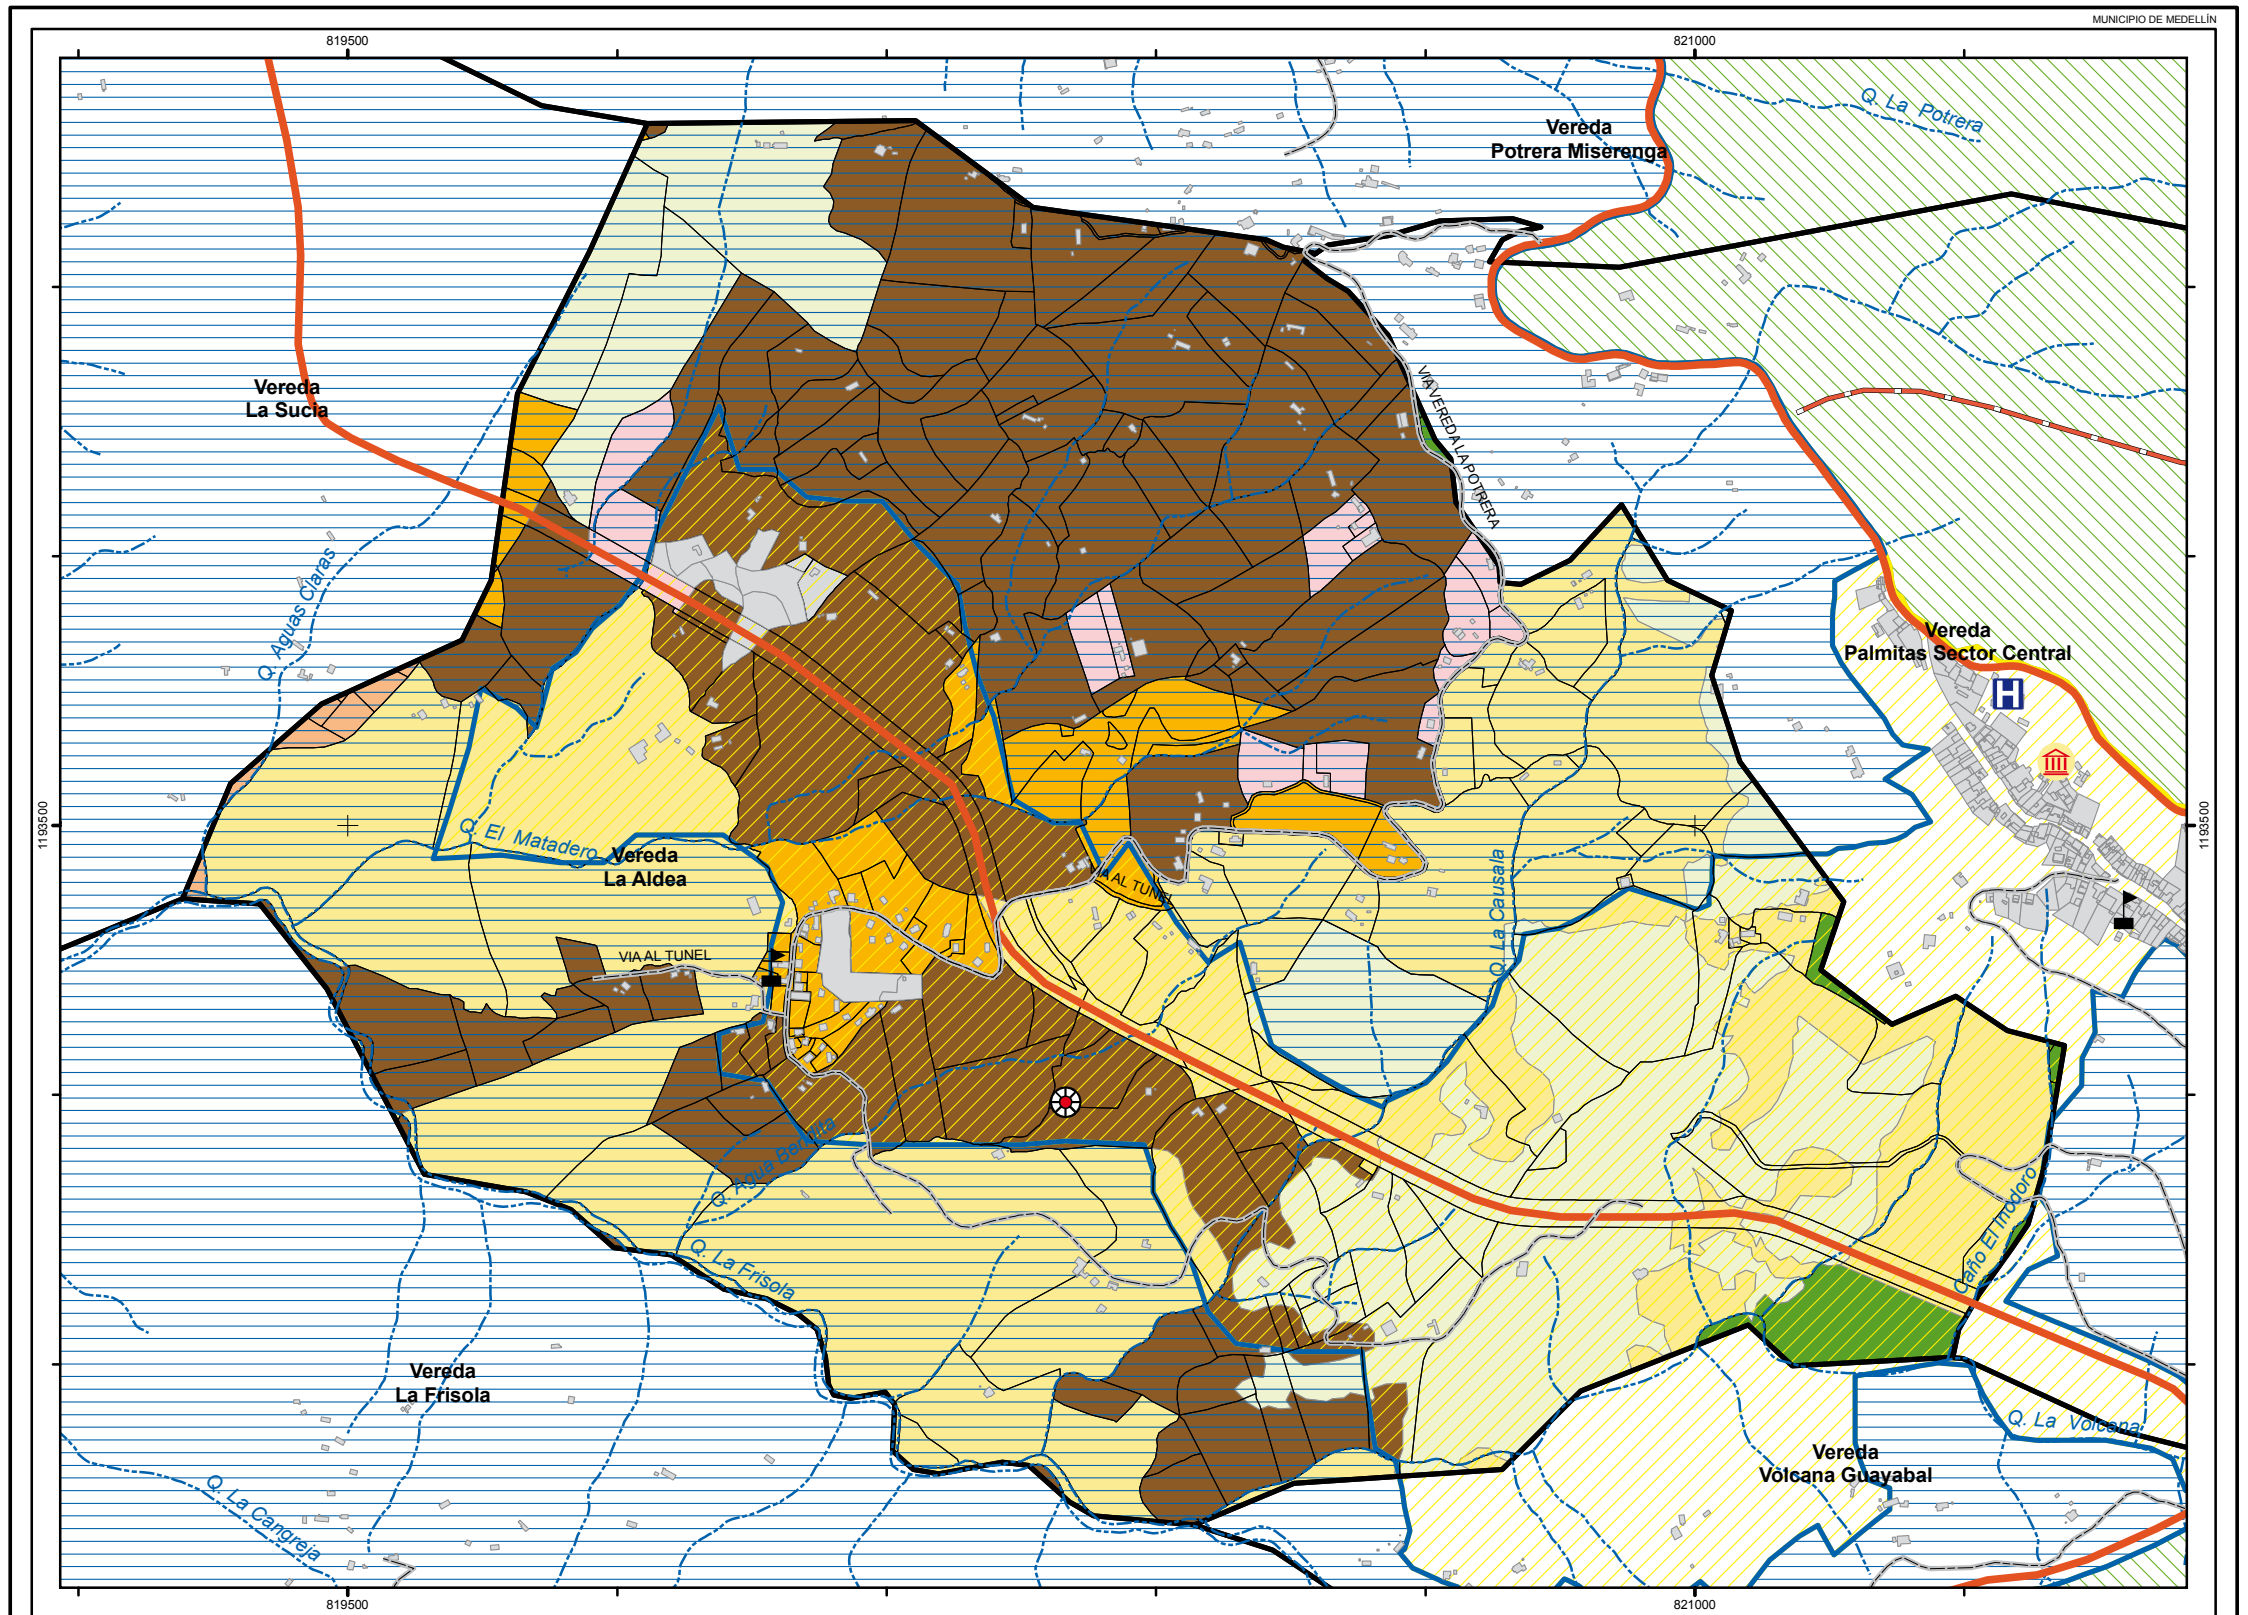 MUNICIPIO DE MEDELLÍN
819500
821000
Q. La Potrera
Vereda
Potrera Miserenga
Vereda
La Sucia
VIA VEREDA LA POTRERA
Q. Aguas Claras
Vereda
Palmitas Sector Central
H
1193500
1193500
Q. El Matadero
Vereda
La Aldea
VIA AL TUNEL
Q. La Causala
VIA AL TUNEL
Q. Agua Bendita
Caño El Inodoro
Q. La Frisola
Vereda
La Frisola
Q. La Volcana
Vereda
Volcana Guayabal
Q. La Cangreja
819500
821000